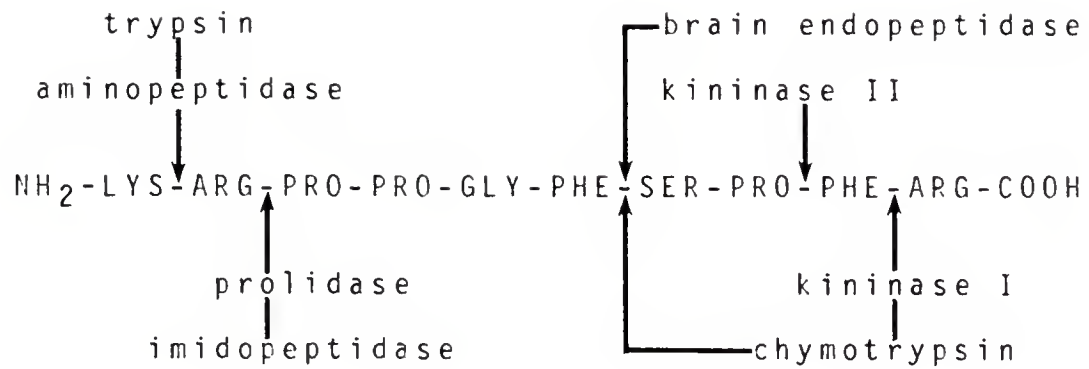 trypsin brain endopeptidase
aminopeptidase kininase II
NH2-LYS-ARG-PRO-PRO-GLY-PHE-SER-PRO-PHE-ARG-COOH
prolidase kininase I
imidopeptidase chymotrypsin